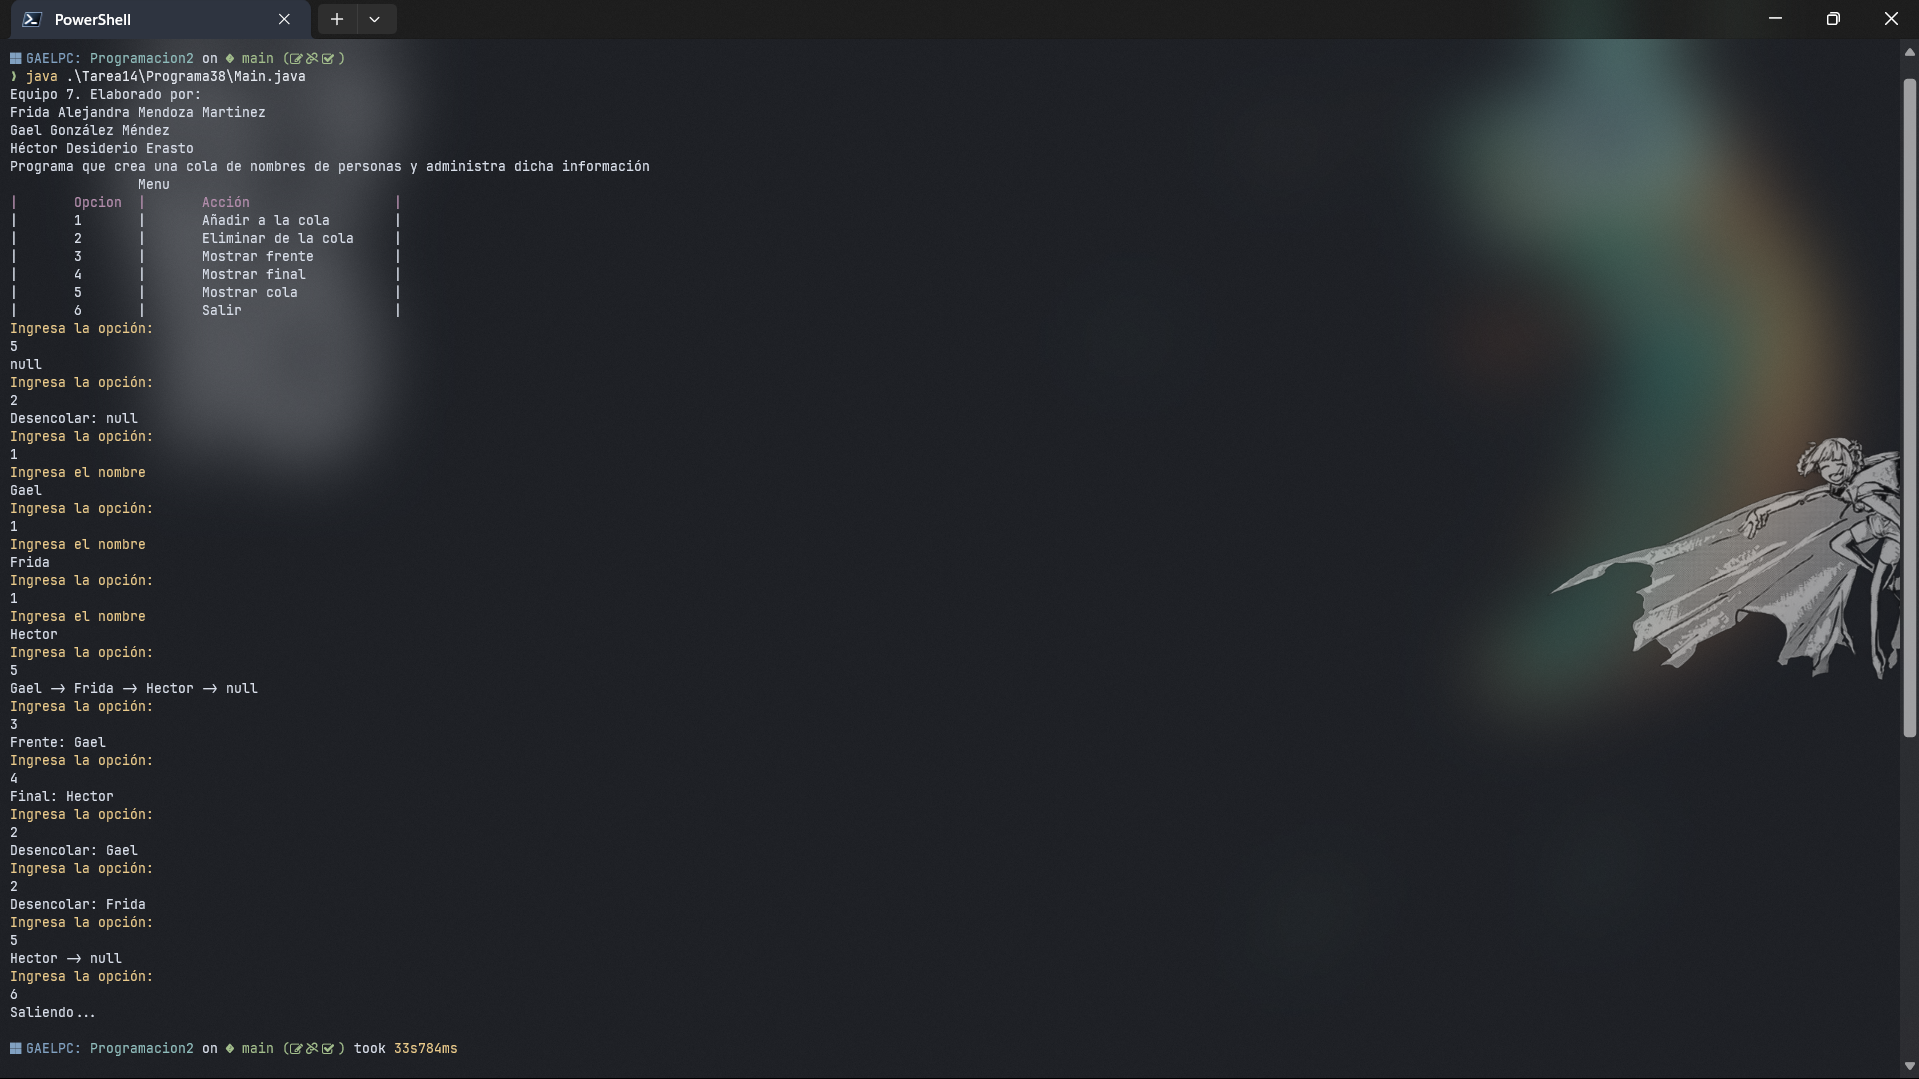 PowerShell
GAELPC: Programacion2 on main ( )
❯ java .\Tarea14\Programa38\Main.java
Equipo 7. Elaborado por:
Frida Alejandra Mendoza Martinez
Gael González Méndez
Héctor Desiderio Erasto
Programa que crea una cola de nombres de personas y administra dicha información
Menu
| Opcion | Acción |
| 1 | Añadir a la cola |
| 2 | Eliminar de la cola |
| 3 | Mostrar frente |
| 4 | Mostrar final |
| 5 | Mostrar cola |
| 6 | Salir |
Ingresa la opción:
5
null
Ingresa la opción:
2
Desencolar: null
Ingresa la opción:
1
Ingresa el nombre
Gael
Ingresa la opción:
1
Ingresa el nombre
Frida
Ingresa la opción:
1
Ingresa el nombre
Hector
Ingresa la opción:
5
Gael -> Frida -> Hector -> null
Ingresa la opción:
3
Frente: Gael
Ingresa la opción:
4
Final: Hector
Ingresa la opción:
2
Desencolar: Gael
Ingresa la opción:
2
Desencolar: Frida
Ingresa la opción:
5
Hector -> null
Ingresa la opción:
6
Saliendo...
GAELPC: Programacion2 on main ( ) took 33s784ms